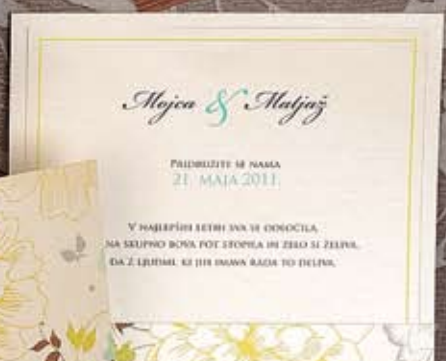 Mojca & Matjaž
PRIDRUŽITE SE NAMA
21. MAJA 2011.
V NAJLEPŠIH LETIH SVA SE ODLOČILA,
NA SKUPNO BOVA POT STOPILA IN ZELO SI ŽELIVA,
DA Z LJUDMI, KI JIH IMAVA RADA TO DELIVA.